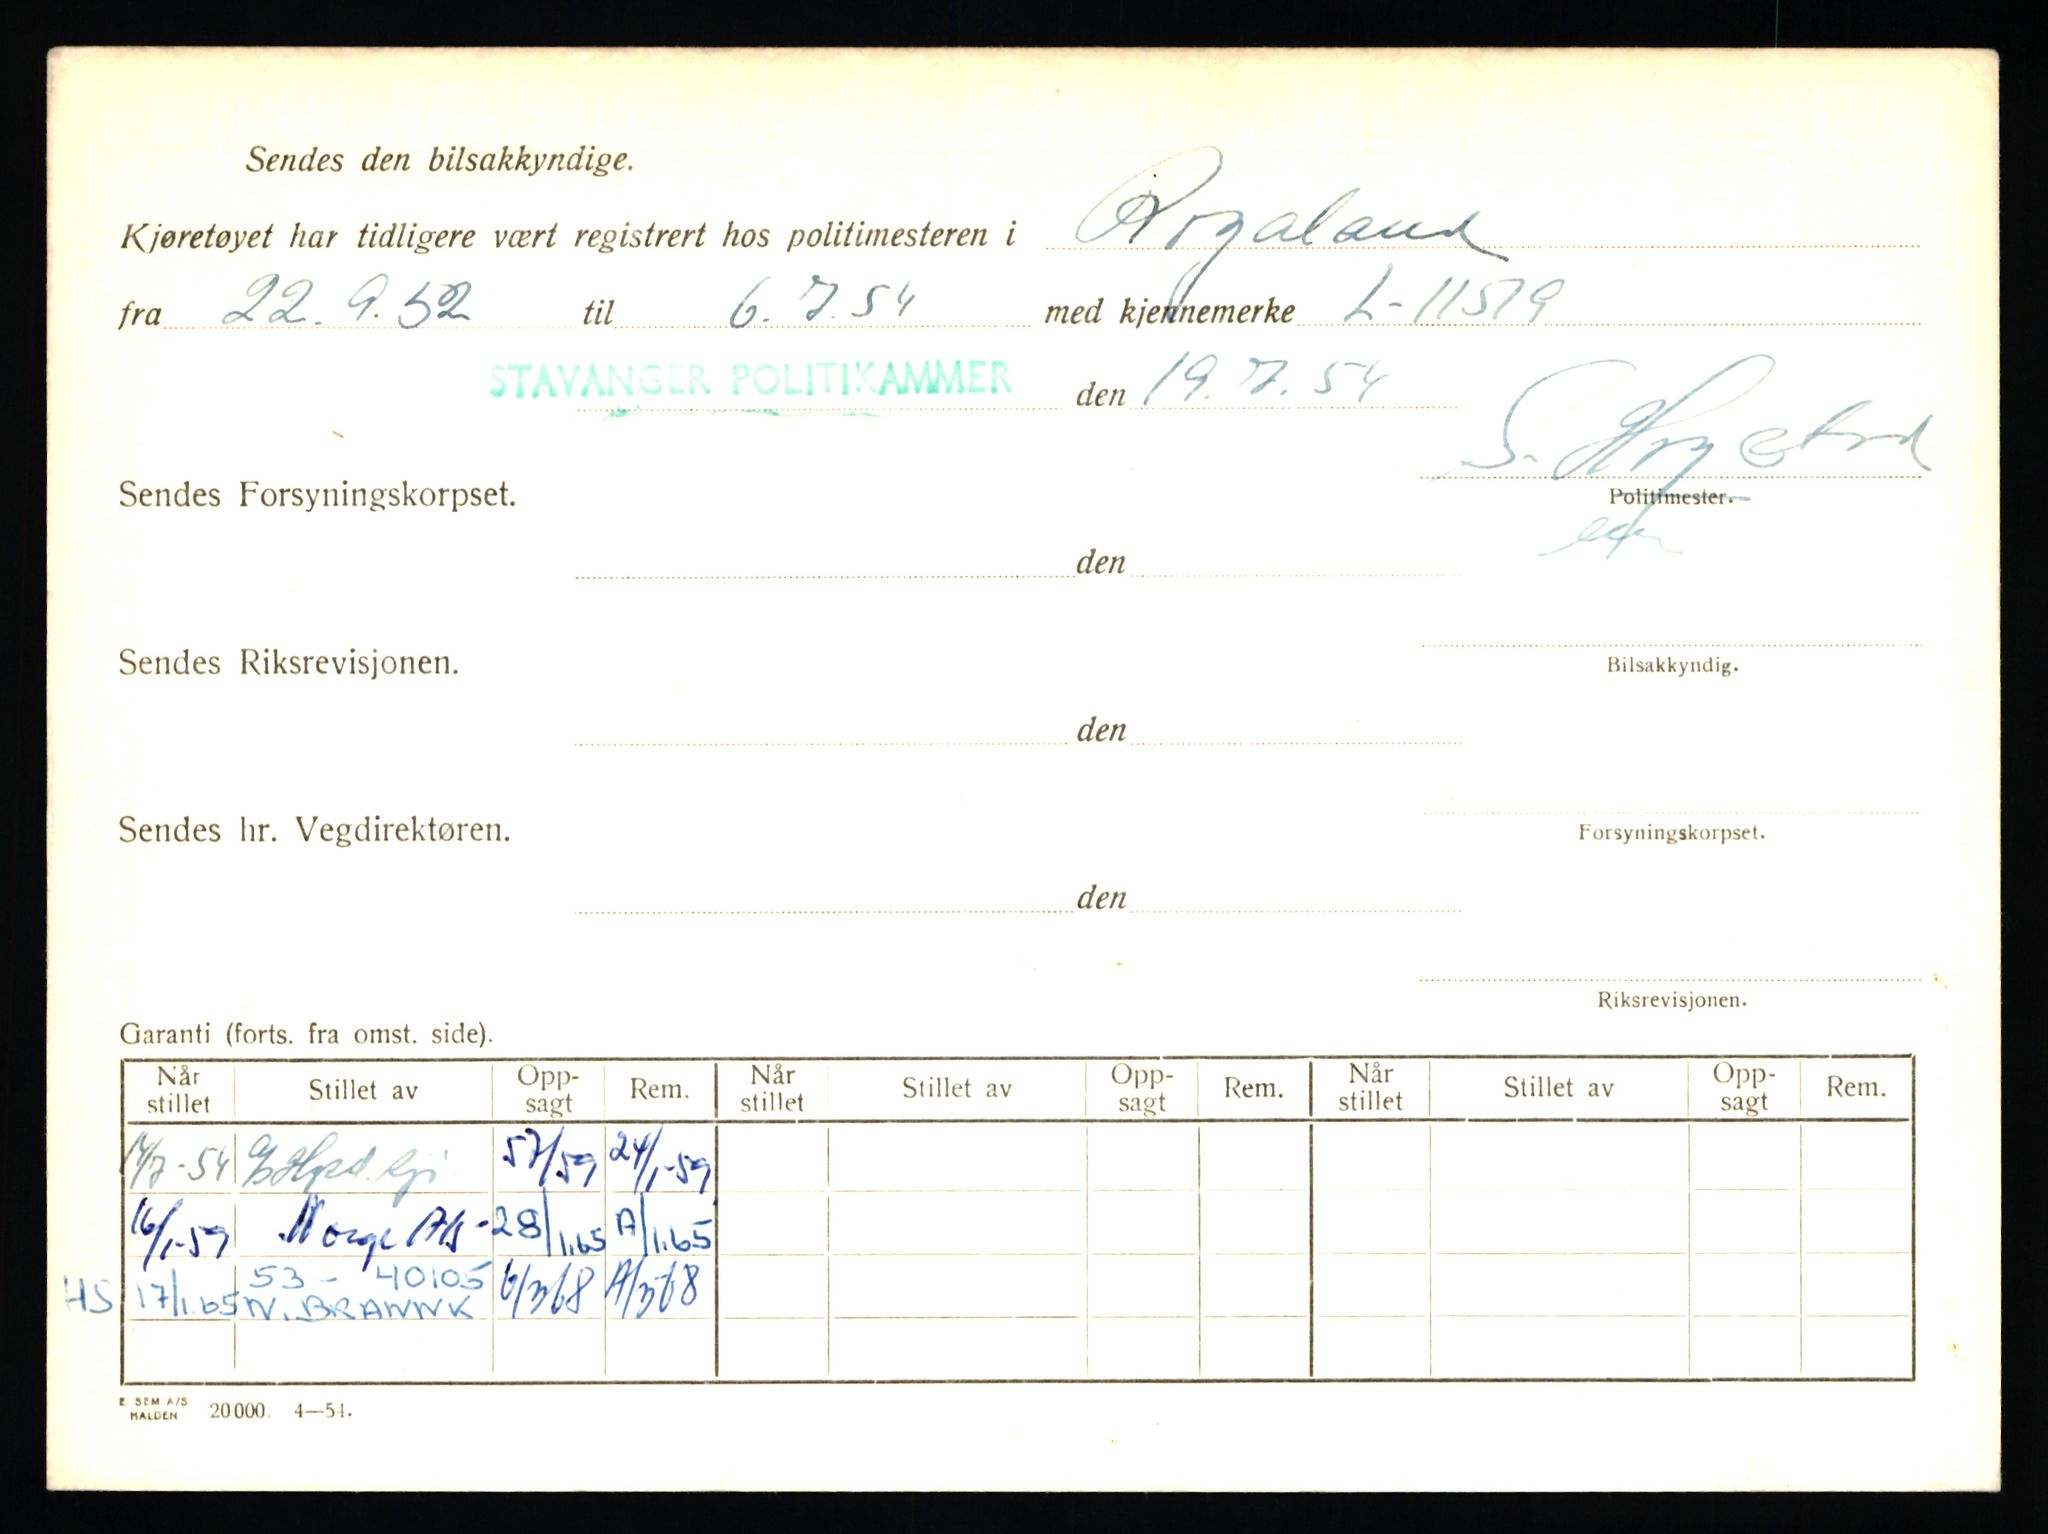 Sendes den bilsakkyndige.
Kjøretøyet har tidligere vært registrert hos politimesteren i Rogaland
fra 22.9.52 til 6.7.54 med kjennemerke L-11579
STAVANGER POLITIKAMMER den 19.7.54
S.
Sendes Forsyningskorpset.
Politimester.
den
Sendes Riksrevisjonen.
Bilsakkyndig.
den
Sendes hr. Vegdirektøren.
Forsyningskorpset.
den
Riksrevisjonen.
Garanti (forts. fra omst. side).
Når stillet Stillet av Opp-sagt Rem. Når stillet Stillet av Opp-sagt Rem. Når stillet Stillet av Opp-sagt Rem.
14/7-54 24/1-59
16/1-59 Norge A/S - 28/1.65 A/1.65
53 - 40105
HS 17/1.65 N. BRANNK 6/3/68 A/3/68
E. SEM A/S
HALDEN 20 000. 4—54.